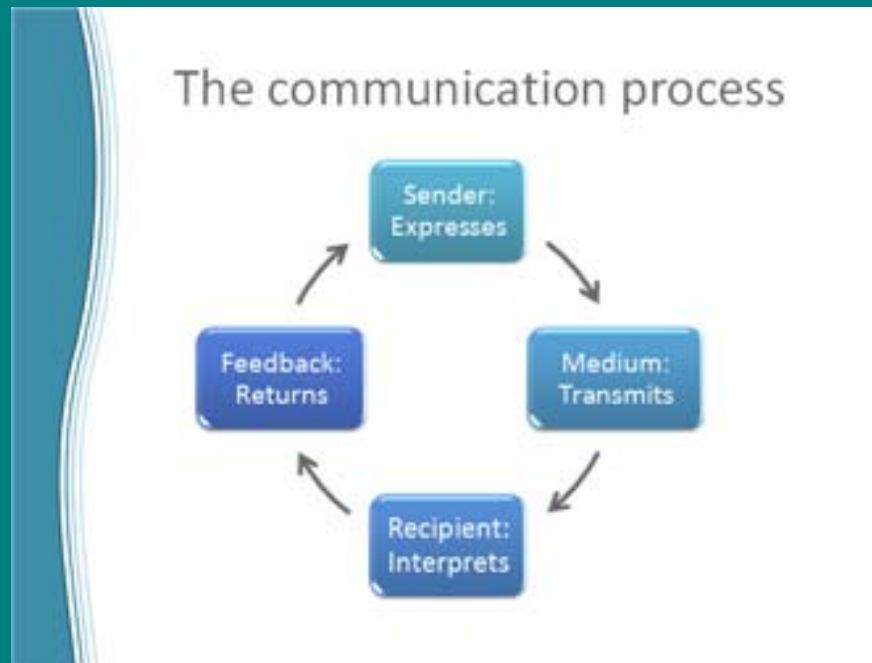 The communication process
Sender:
Expresses
Medium:
Transmits
Recipient:
Interprets
Feedback:
Returns